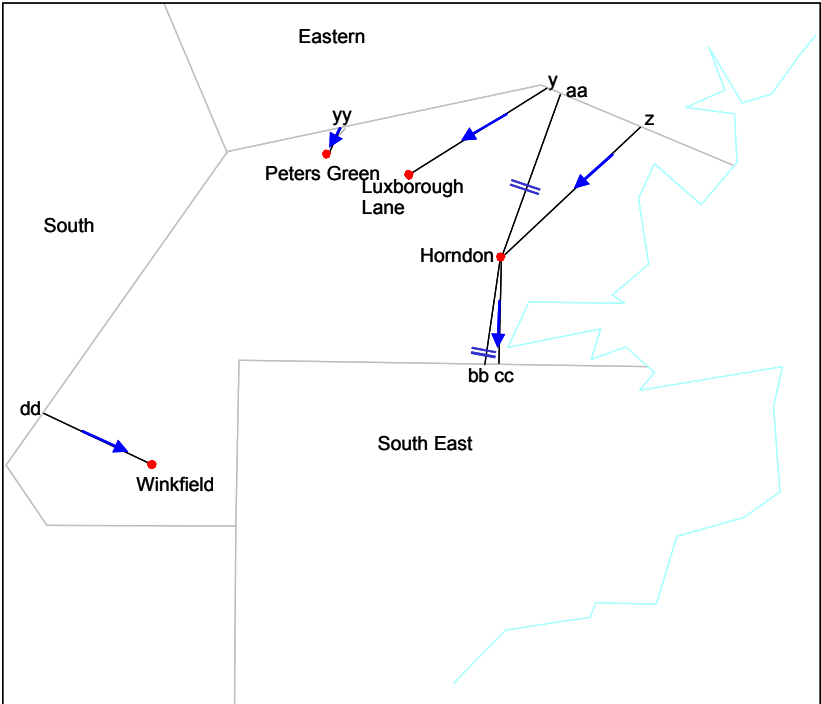 Eastern
y
aa
yy
z
Peters Green
Luxborough
Lane
South
Horndon
bb cc
dd
South East
Winkfield